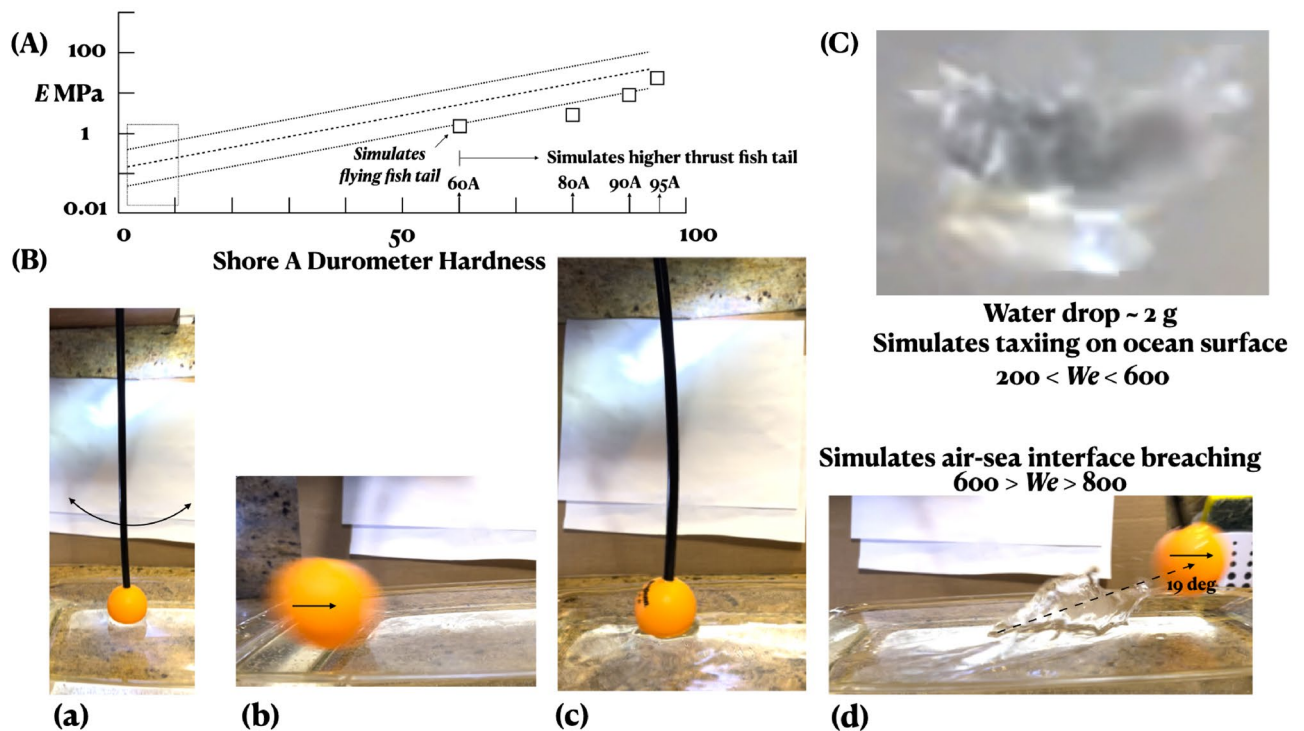 (A)
100
E MPa
1
0.01
Simulates
flying fish tail
Simulates higher thrust fish tail
60A
80A
90A
95A
0
50
100
Shore A Durometer Hardness
(B)
(a)
(b)
(c)
(C)
Water drop ~ 2 g
Simulates taxiing on ocean surface
200 < We < 600
Simulates air-sea interface breaching
600 > We > 800
19 deg
(d)